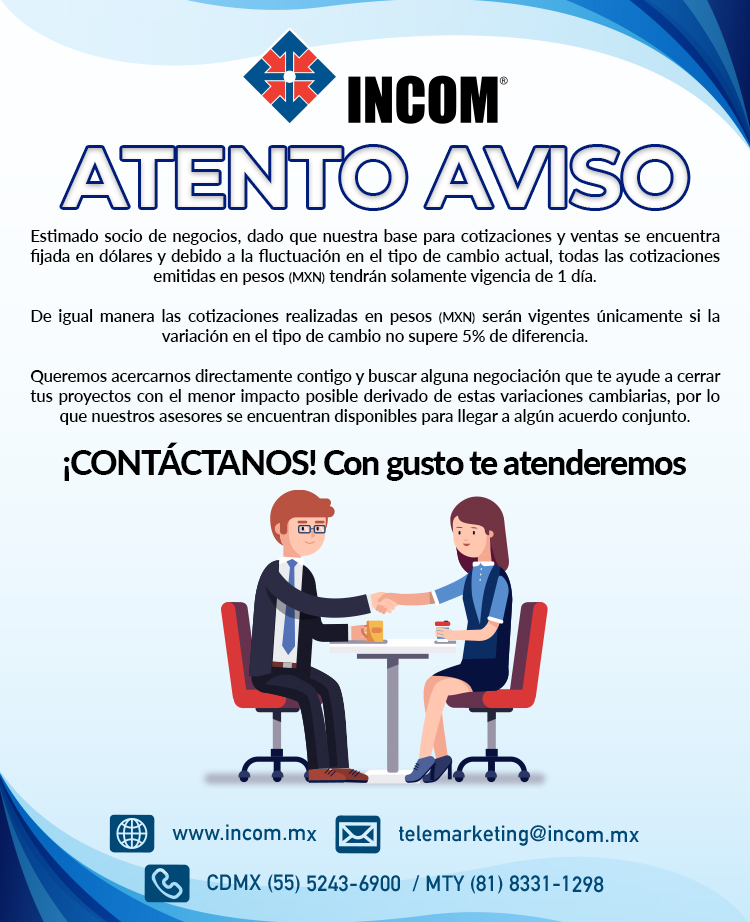 INCOM®
ATENTO AVISO
Estimado socio de negocios, dado que nuestra base para cotizaciones y ventas se encuentra
fijada en dólares y debido a la fluctuación en el tipo de cambio actual, todas las cotizaciones
emitidas en pesos (MXN) tendrán solamente vigencia de 1 día.
De igual manera las cotizaciones realizadas en pesos (MXN) serán vigentes únicamente si la
variación en el tipo de cambio no supere 5% de diferencia.
Queremos acercarnos directamente contigo y buscar alguna negociación que te ayude a cerrar
tus proyectos con el menor impacto posible derivado de estas variaciones cambiarias, por lo
que nuestros asesores se encuentran disponibles para llegar a algún acuerdo conjunto.
¡CONTÁCTANOS! Con gusto te atenderemos
www.incom.mx telemarketing@incom.mx
CDMX (55) 5243-6900 / MTY (81) 8331-1298